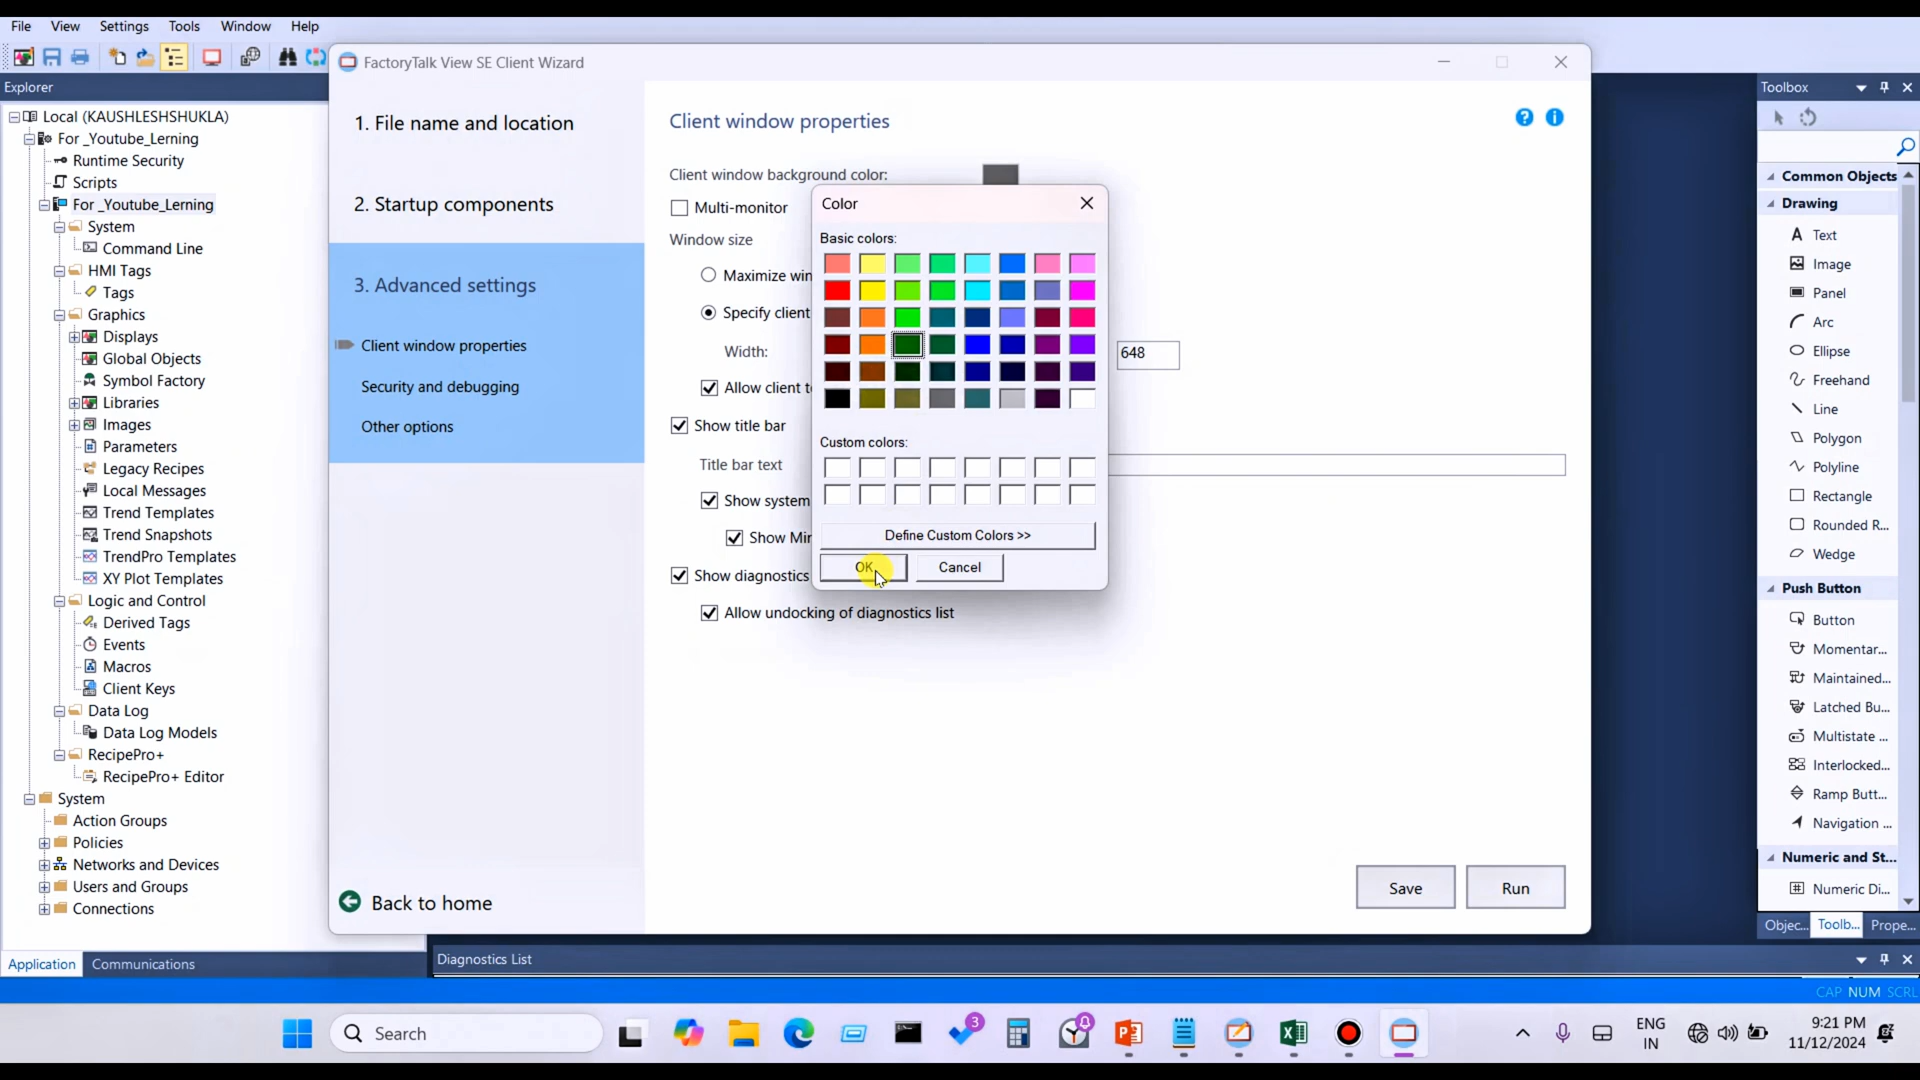 File View Settings Tools Window Help
FactoryTalk View SE Client Wizard
Explorer
Local (KAUSHLESHSHUKLA)
For _Youtube_Lerning
Runtime Security
Scripts
For _Youtube_Lerning
System
Command Line
HMI Tags
Tags
Graphics
Displays
Global Objects
Symbol Factory
Libraries
Images
Parameters
Legacy Recipes
Local Messages
Trend Templates
Trend Snapshots
TrendPro Templates
XY Plot Templates
Logic and Control
Derived Tags
Events
Macros
Client Keys
Data Log
Data Log Models
RecipePro+
RecipePro+ Editor
System
Action Groups
Policies
Networks and Devices
Users and Groups
Connections
Application Communications
1. File name and location
2. Startup components
3. Advanced settings
Client window properties
Security and debugging
Other options
Back to home
Client window properties
Client window background color:
Multi-monitor
Window size
Maximize win
Specify client
Width:
648
Allow client t
Show title bar
Title bar text
Show system
Show Mi
Show diagnostics
Allow undocking of diagnostics list
Save
Run
Color
Basic colors:
Custom colors:
Define Custom Colors >>
OK
Cancel
Diagnostics List
Toolbox
Common Objects
Drawing
Text
Image
Panel
Arc
Ellipse
Freehand
Line
Polygon
Polyline
Rectangle
Rounded R...
Wedge
Push Button
Button
Momentar...
Maintained...
Latched Bu...
Multistate ...
Interlocked...
Ramp Butt...
Navigation ...
Numeric and St...
Numeric Di...
Objec... Toolb... Prope...
CAP NUM SCRL
Search
3
ENG
IN
9:21 PM
11/12/2024